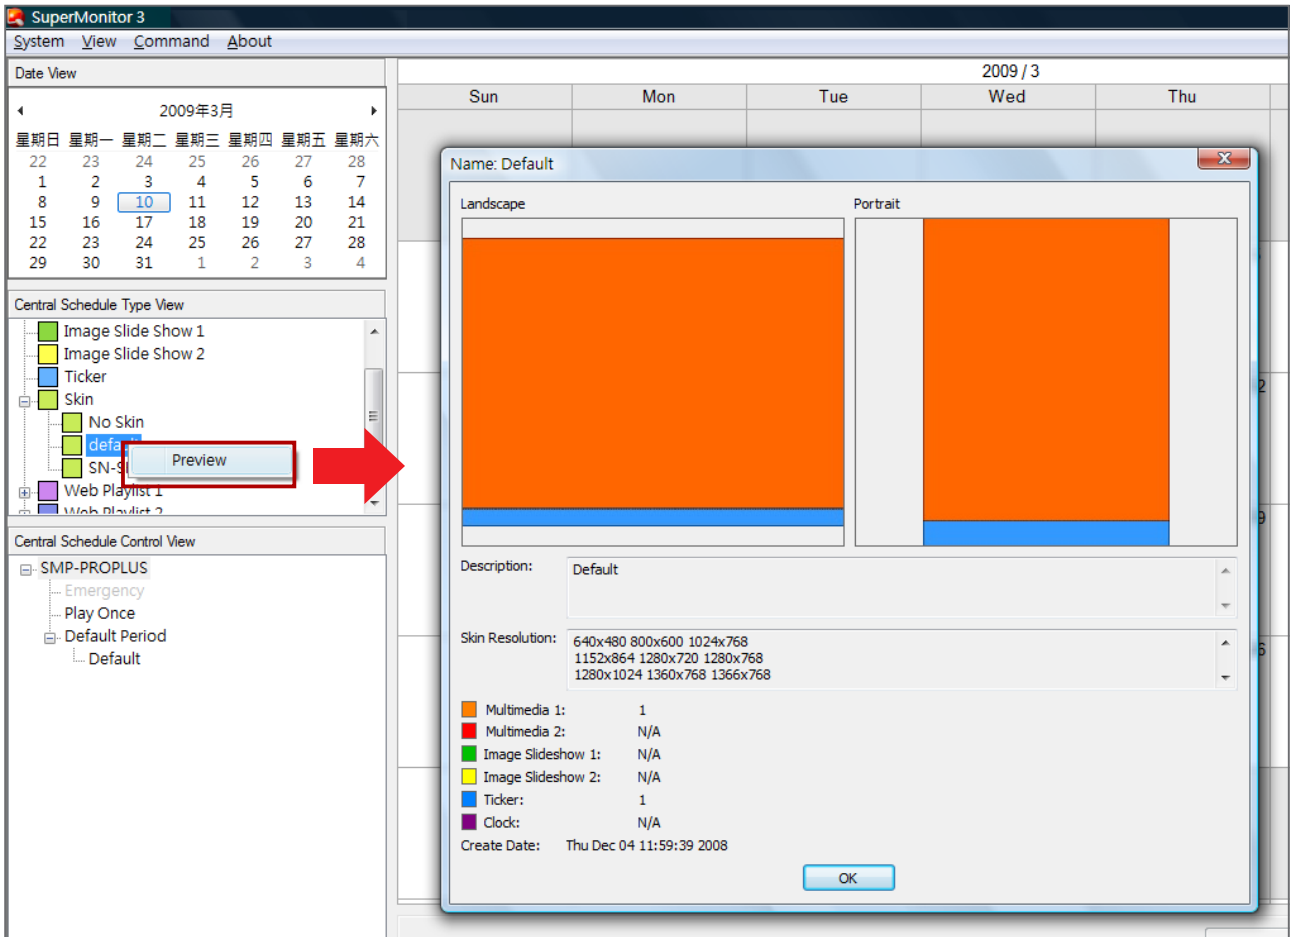 SuperMonitor 3
System View Command About
Date View
2009年3月
星期日 星期一 星期二 星期三 星期四 星期五 星期六
22 23 24 25 26 27 28
1 2 3 4 5 6 7
8 9 10 11 12 13 14
15 16 17 18 19 20 21
22 23 24 25 26 27 28
29 30 31 1 2 3 4
Central Schedule Type View
Image Slide Show 1
Image Slide Show 2
Ticker
Skin
No Skin
Preview
Web Playlist 1
Web Playlist 2
Central Schedule Control View
SMP-PROPLUS
Emergency
Play Once
Default Period
Default
2009 / 3
Sun Mon Tue Wed Thu
Name: Default
Landscape Portrait
Description: Default
Skin Resolution: 640x480 800x600 1024x768
1152x864 1280x720 1280x768
1280x1024 1360x768 1366x768
Multimedia 1: 1
Multimedia 2: N/A
Image Slideshow 1: N/A
Image Slideshow 2: N/A
Ticker: 1
Clock: N/A
Create Date: Thu Dec 04 11:59:39 2008
OK